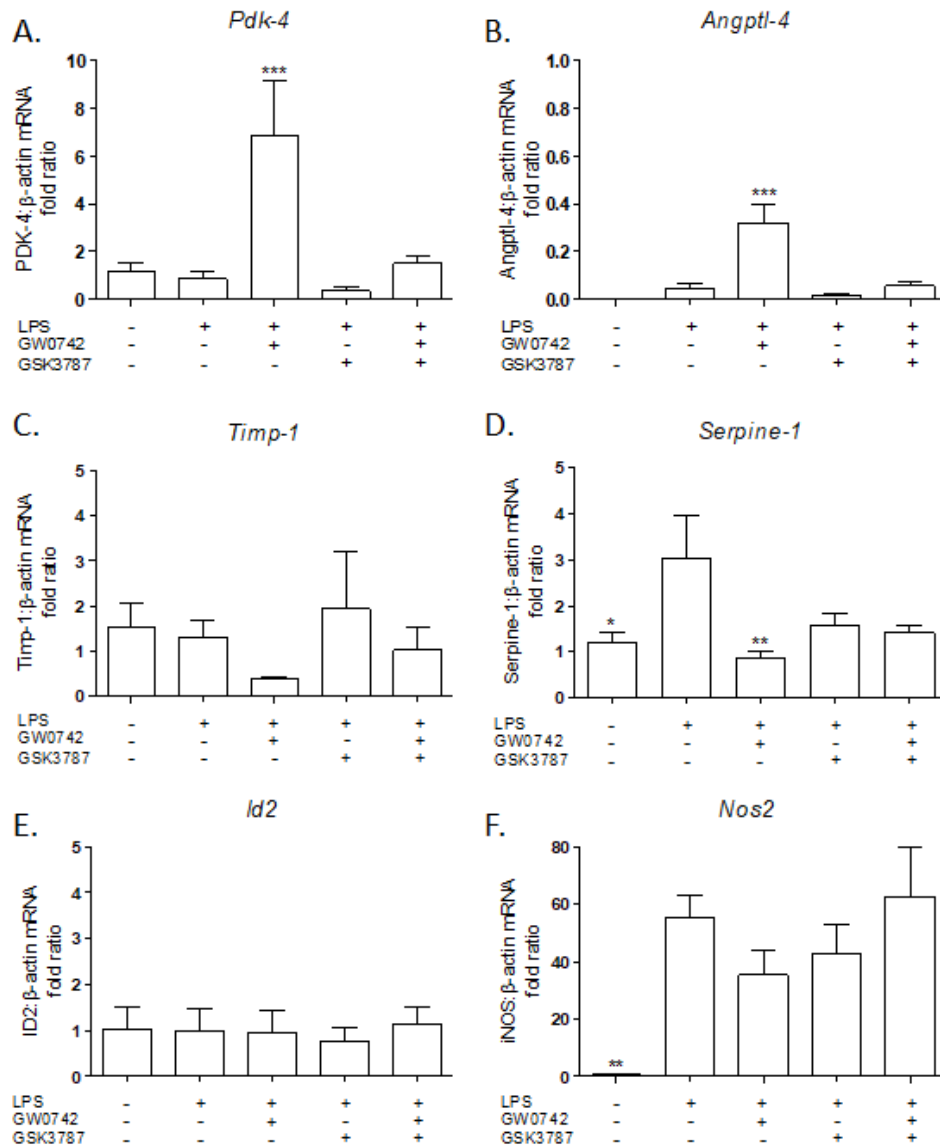 A.
Pdk-4
PDK-4:β-actin mRNA
fold ratio
10
8
6
4
2
0
***
LPS - + + + +
GW0742 - - + - +
GSK3787 - - - + +
B.
Angptl-4
Angptl-4:β-actin mRNA
fold ratio
1.0
0.8
0.6
0.4
0.2
0.0
***
LPS - + + + +
GW0742 - - + - +
GSK3787 - - - + +
C.
Timp-1
Timp-1:β-actin mRNA
fold ratio
5
4
3
2
1
0
LPS - + + + +
GW0742 - - + - +
GSK3787 - - - + +
D.
Serpine-1
Serpine-1:β-actin mRNA
fold ratio
5
4
3
2
1
0
*
**
LPS - + + + +
GW0742 - - + - +
GSK3787 - - - + +
E.
Id2
ID2:β-actin mRNA
fold ratio
5
4
3
2
1
0
LPS - + + + +
GW0742 - - + - +
GSK3787 - - - + +
F.
Nos2
iNOS:β-actin mRNA
fold ratio
80
60
40
20
0
**
LPS - + + + +
GW0742 - - + - +
GSK3787 - - - + +